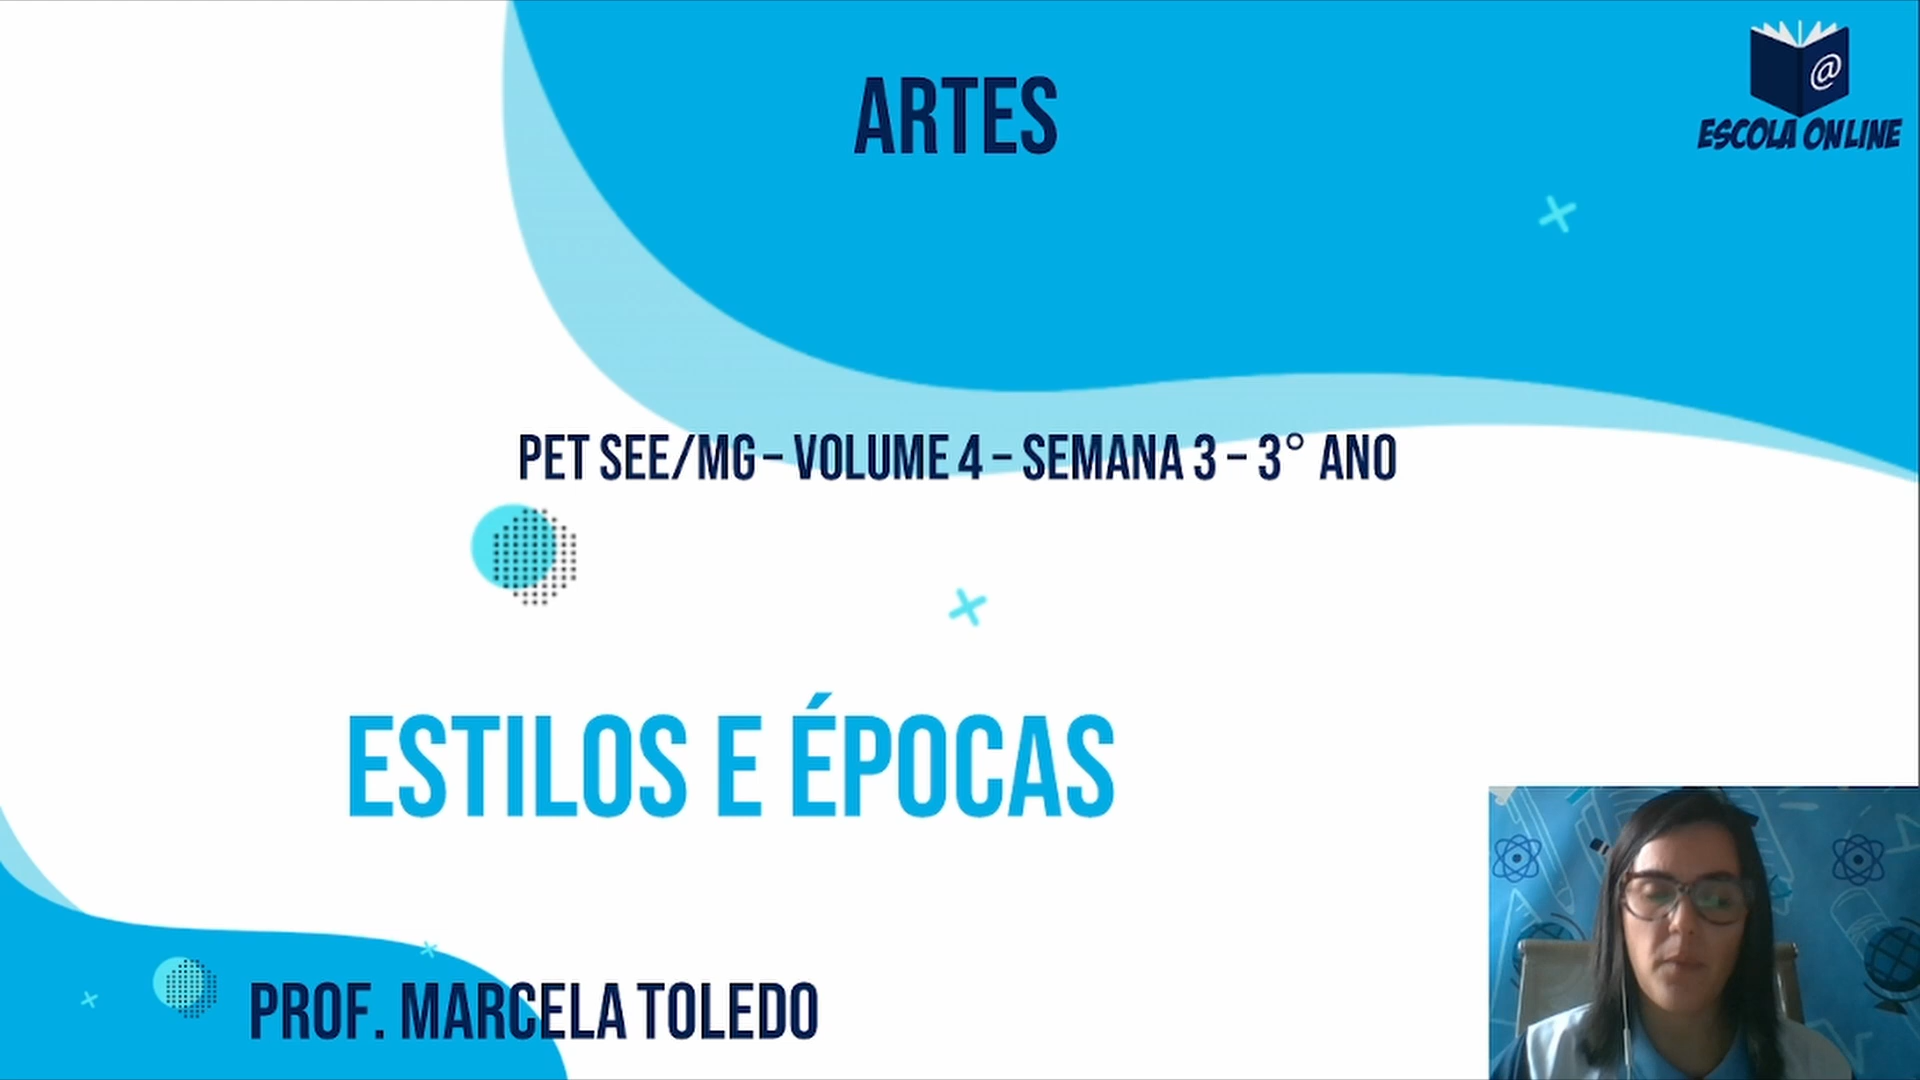 ARTES
@
ESCOLA ONLINE
PET SEE/MG – VOLUME 4 – SEMANA 3 – 3° ANO
ESTILOS E ÉPOCAS
PROF. MARCELA TOLEDO